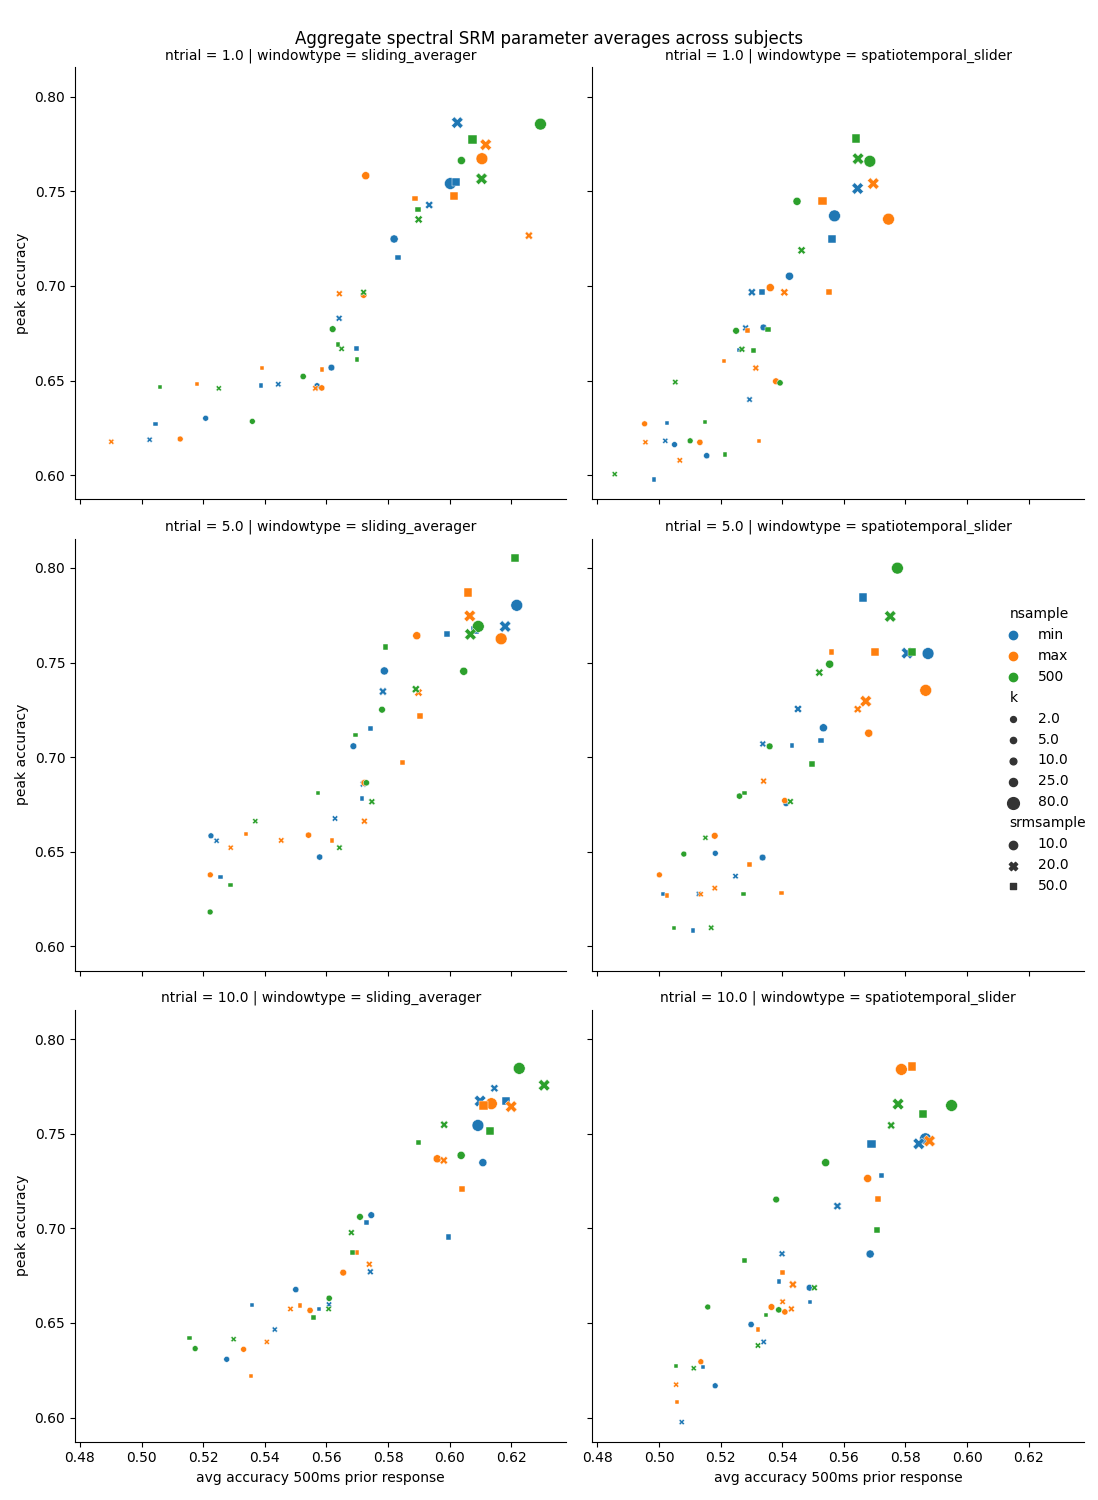 Aggregate spectral SRM parameter averages across subjects
ntrial = 1.0 | windowtype = sliding_averager
ntrial = 1.0 | windowtype = spatiotemporal_slider
0.80
0.75
0.70
0.65
0.60
peak accuracy
ntrial = 5.0 | windowtype = sliding_averager
ntrial = 5.0 | windowtype = spatiotemporal_slider
0.80
0.75
0.70
0.65
0.60
peak accuracy
nsample
min
max
500
k
2.0
5.0
10.0
25.0
80.0
srmsample
10.0
20.0
50.0
ntrial = 10.0 | windowtype = sliding_averager
ntrial = 10.0 | windowtype = spatiotemporal_slider
0.80
0.75
0.70
0.65
0.60
peak accuracy
0.48 0.50 0.52 0.54 0.56 0.58 0.60 0.62
avg accuracy 500ms prior response
0.48 0.50 0.52 0.54 0.56 0.58 0.60 0.62
avg accuracy 500ms prior response